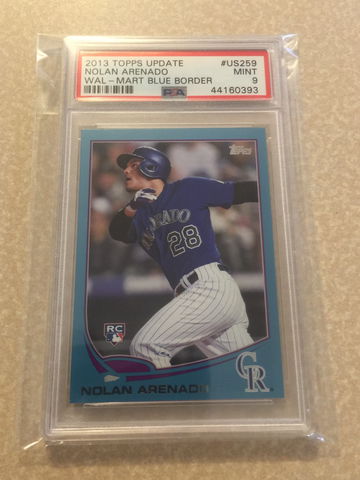 2013 TOPPS UPDATE #US259
NOLAN ARENADO MINT
WAL-MART BLUE BORDER 9
PSA 44160393
Topps
COLORADO
28
RC
CR
NOLAN ARENADO